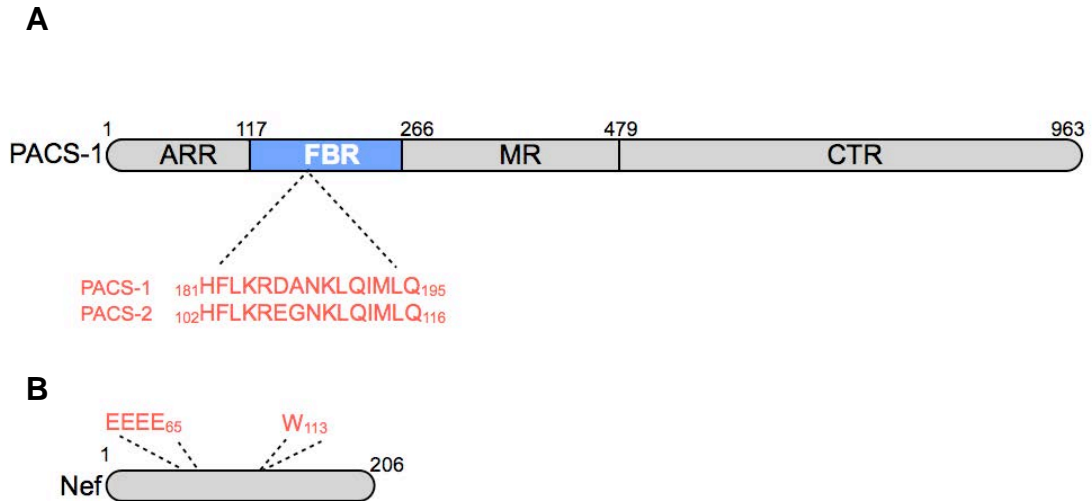 A
1 117 266 479 963
PACS-1 ARR FBR MR CTR
PACS-1 181HFLKRDANKLQIMLQ195
PACS-2 102HFLKREGNKLQIMLQ116
B
EEEE65 W113
1 206
Nef